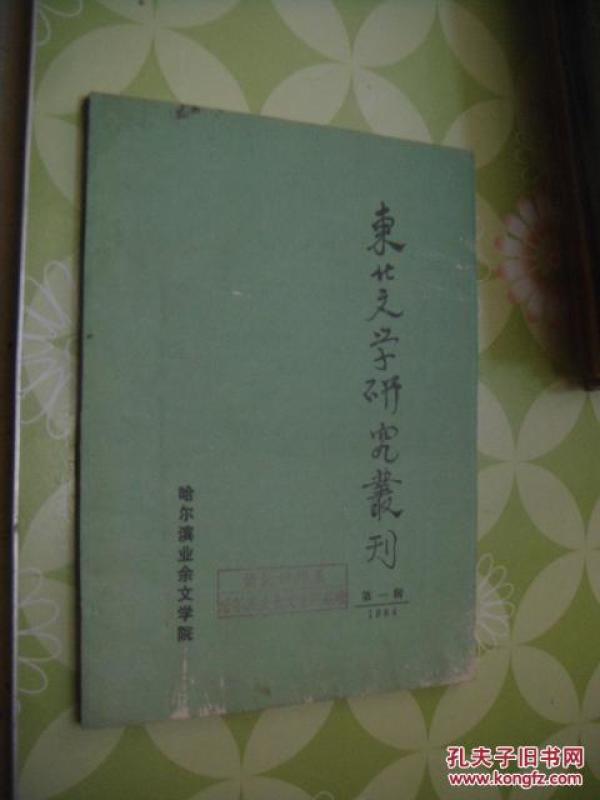 東北文学研究叢刊
第一辑
1984
哈尔滨业余文学院
孔夫子旧书网
www.kongfz.com